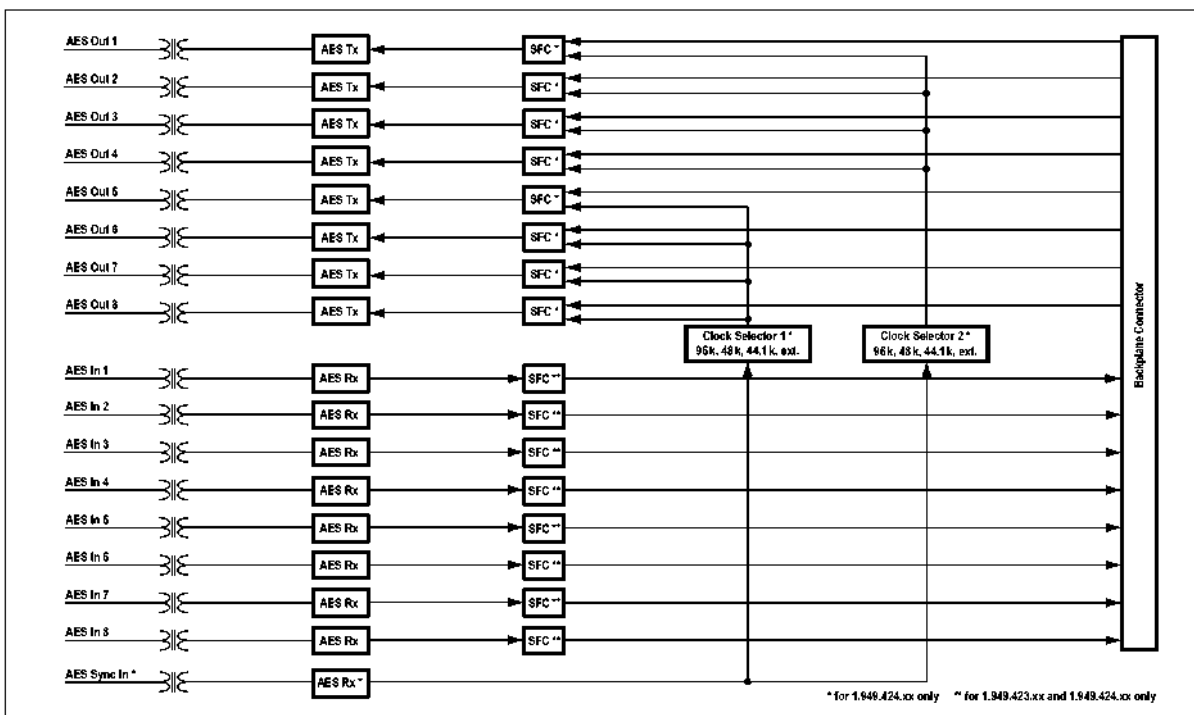 AES Out 1 AES Tx SFC *
AES Out 2 AES Tx SFC *
AES Out 3 AES Tx SFC *
AES Out 4 AES Tx SFC *
AES Out 5 AES Tx SFC *
AES Out 6 AES Tx SFC *
AES Out 7 AES Tx SFC *
AES Out 8 AES Tx SFC *
Clock Selector 1 *
96k, 48k, 44.1k, ext.
Clock Selector 2 *
96k, 48k, 44.1k, ext.
Backplane Connector
AES In 1 AES Rx SFC **
AES In 2 AES Rx SFC **
AES In 3 AES Rx SFC **
AES In 4 AES Rx SFC **
AES In 5 AES Rx SFC **
AES In 6 AES Rx SFC **
AES In 7 AES Rx SFC **
AES In 8 AES Rx SFC **
AES Sync In * AES Rx *
* for 1.949.424.xx only ** for 1.949.423.xx and 1.949.424.xx only